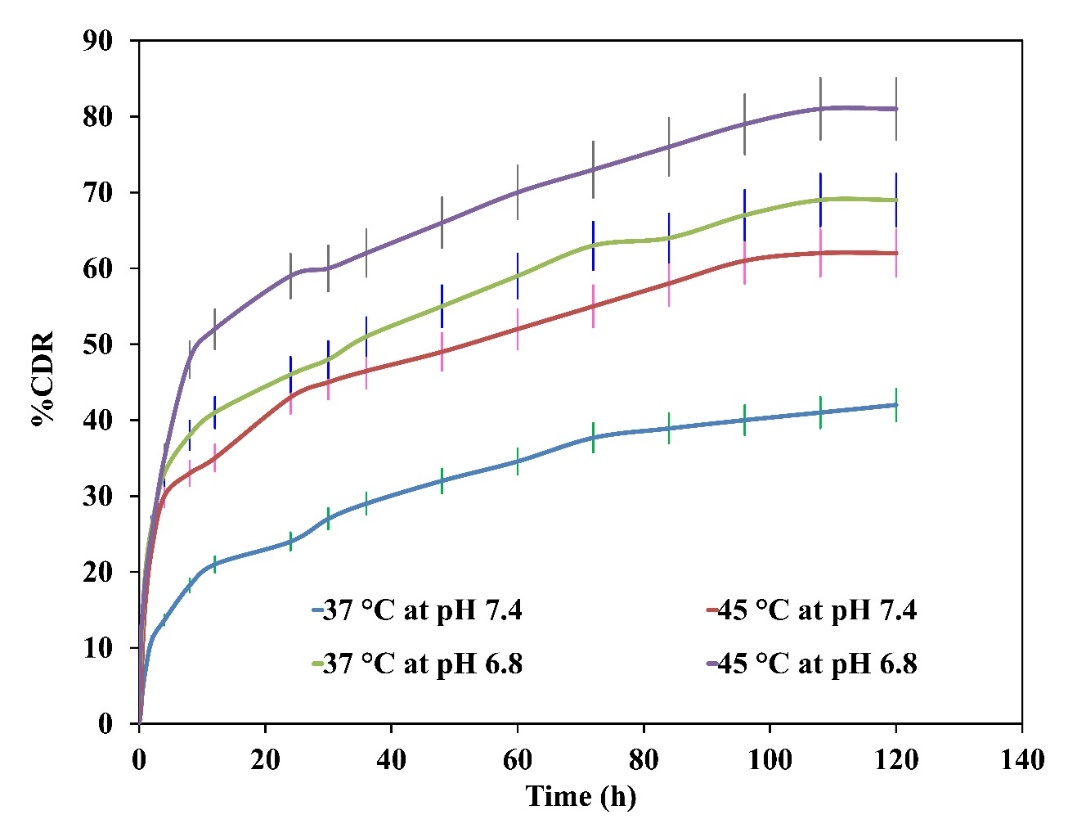 90
80
70
60
50
40
30
20
10
0
%CDR
37 °C at pH 7.4
45 °C at pH 7.4
37 °C at pH 6.8
45 °C at pH 6.8
0 20 40 60 80 100 120 140
Time (h)